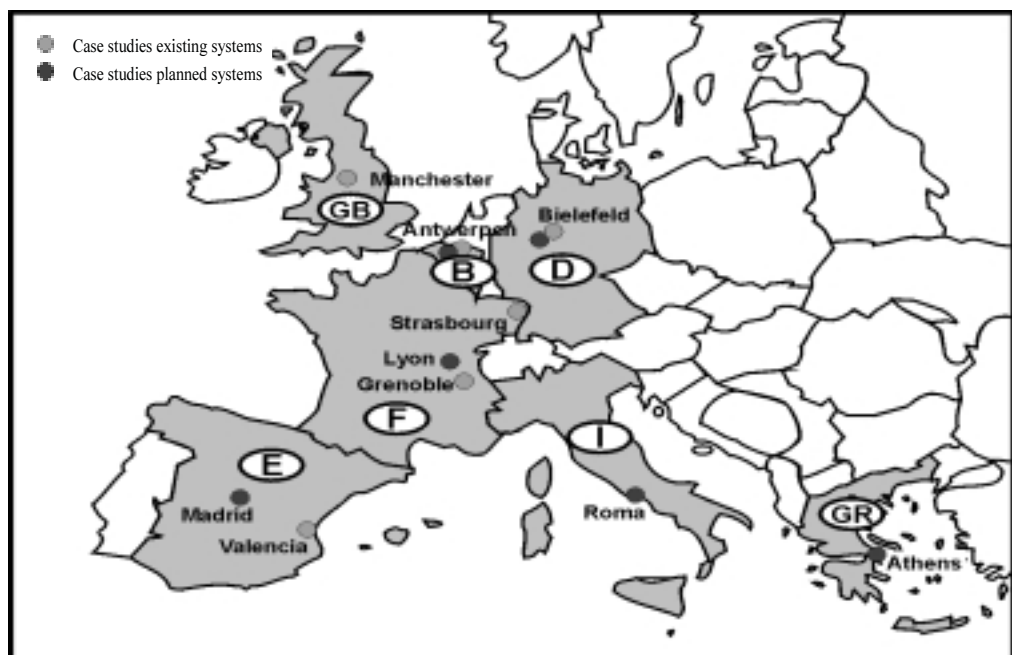 Case studies existing systems
Case studies planned systems
Manchester
GB
Antwerpen
Bielefeld
B
D
Strasbourg
Lyon
Grenoble
F
I
E
Madrid
Roma
GR
Valencia
Athens